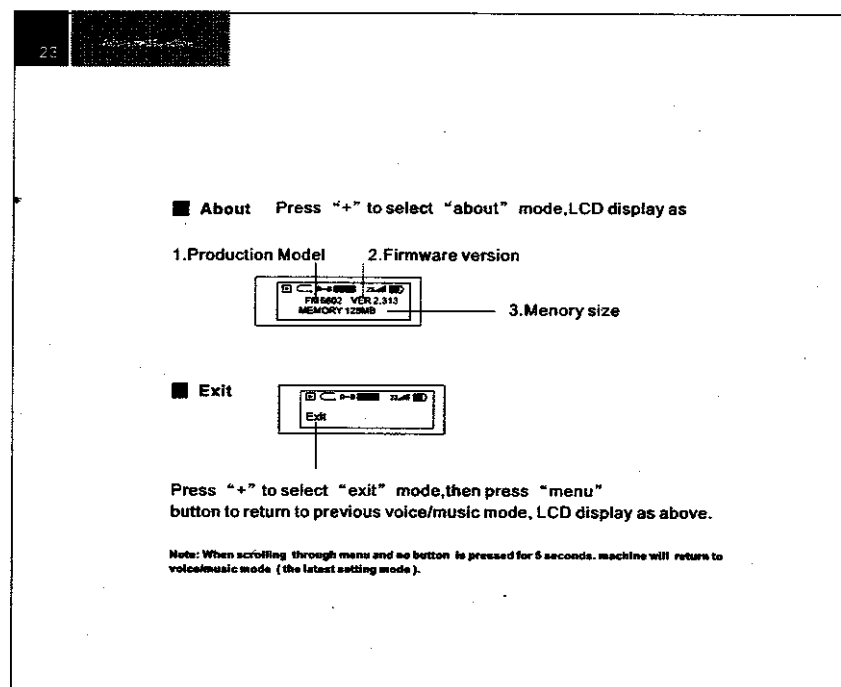 23
■ About Press “+” to select “about” mode,LCD display as
1.Production Model 2.Firmware version
VER 2.313
MEMORY 128MB
3.Menory size
■ Exit
Exit
Press “+” to select “exit” mode,then press “menu”
button to return to previous voice/music mode, LCD display as above.
Note: When scrolling through menu and no button is pressed for 5 seconds. machine will return to
voice/music mode ( the latest setting mode ).